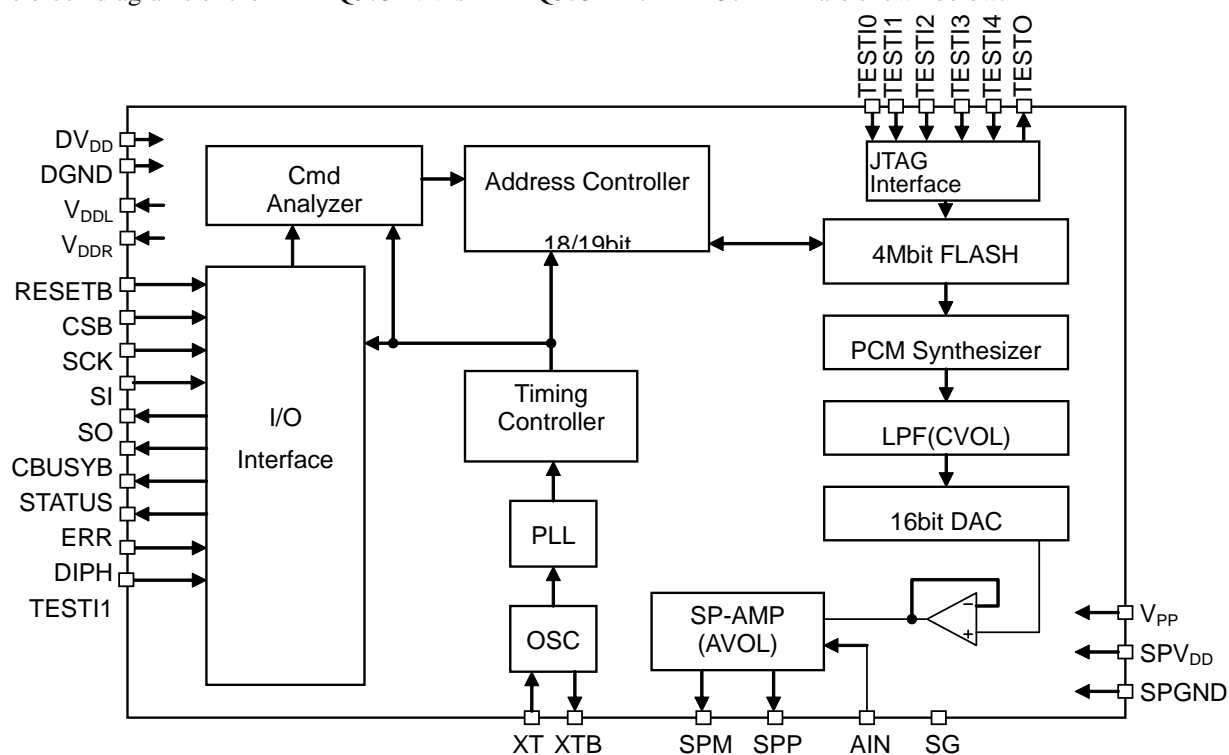 TESTI0
TESTI1
TESTI2
TESTI3
TESTI4
TESTO
DVDD
DGND
VDDL
VDDR
RESETB
CSB
SCK
SI
SO
CBUSYB
STATUS
ERR
DIPH
TESTI1
Cmd
Analyzer
Address Controller
18/19bit
JTAG
Interface
4Mbit FLASH
PCM Synthesizer
LPF(CVOL)
16bit DAC
I/O
Interface
Timing
Controller
PLL
OSC
SP-AMP
(AVOL)
-
+
VPP
SPVDD
SPGND
XT
XTB
SPM
SPP
AIN
SG